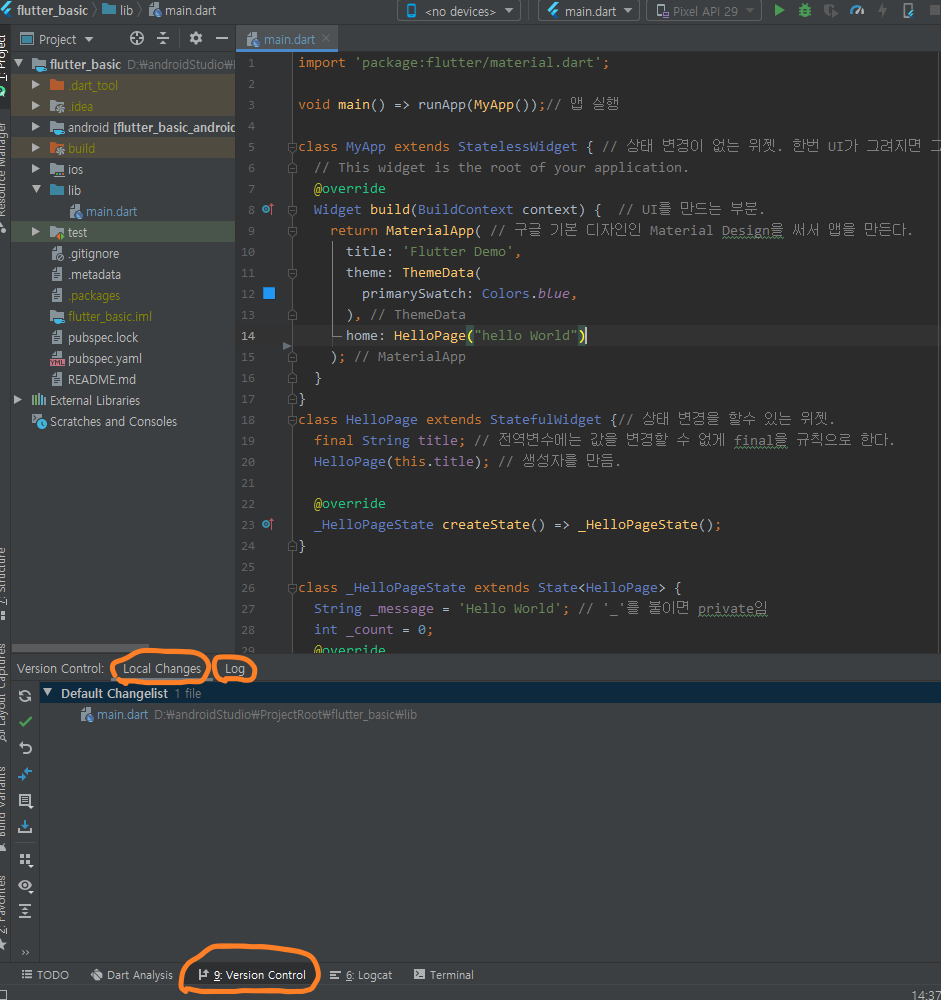 flutter_basic lib main.dart <no devices> main.dart Pixel API 29
Project main.dart
1: Project
Resource Manager
flutter_basic D:\androidStudio\
.dart_tool
.idea
android [flutter_basic_android
build
ios
lib
main.dart
test
.gitignore
.metadata
.packages
flutter_basic.iml
pubspec.lock
pubspec.yaml
README.md
External Libraries
Scratches and Consoles
1 import 'package:flutter/material.dart';
2
3 void main() => runApp(MyApp());// 앱 실행
4
5 class MyApp extends StatelessWidget { // 상태 변경이 없는 위젯. 한번 UI가 그려지면 그
6 // This widget is the root of your application.
7 @override
8 Widget build(BuildContext context) { // UI를 만드는 부분.
9 return MaterialApp( // 구글 기본 디자인인 Material Design을 써서 앱을 만든다.
10 title: 'Flutter Demo',
11 theme: ThemeData(
12 primarySwatch: Colors.blue,
13 ), // ThemeData
14 home: HelloPage("hello World")
15 ); // MaterialApp
16 }
17 }
18 class HelloPage extends StatefulWidget {// 상태 변경을 할수 있는 위젯.
19 final String title; // 전역변수에는 값을 변경할 수 없게 final을 규칙으로 한다.
20 HelloPage(this.title); // 생성자를 만듬.
21
22 @override
23 _HelloPageState createState() => _HelloPageState();
24 }
25
26 class _HelloPageState extends State<HelloPage> {
27 String _message = 'Hello World'; // '_'를 붙이면 private임
28 int _count = 0;
29 @override
Z: Structure
Layout Captures
Build Variants
2: Favorites
Version Control: Local Changes Log
Default Changelist 1 file
main.dart D:\androidStudio\ProjectRoot\flutter_basic\lib
TODO Dart Analysis 9: Version Control 6: Logcat Terminal
14:37